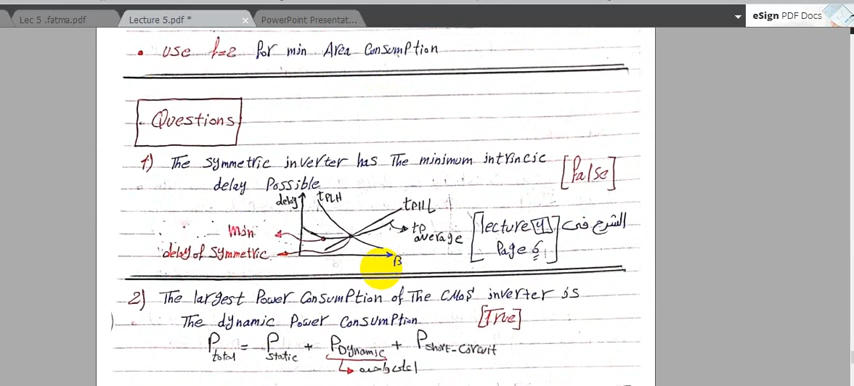 Lec 5 .fatma.pdf
Lecture 5.pdf *
PowerPoint Presentat...
eSign PDF Docs
• USE f=2 for min Area Consumption
Questions
1) The symmetric inverter has The minimum intrincic
delay Possible
[False]
delay
tPLH
tPHL
tp
average
Min
delay of symmetric
β
[lecture 4
Page 6]
الشرح فى
2) The largest Power Consumption of The CMOS inverter is
The dynamic Power Consumption
[True]
Ptotal = Pstatic + PDynamic + Pshort-circuit